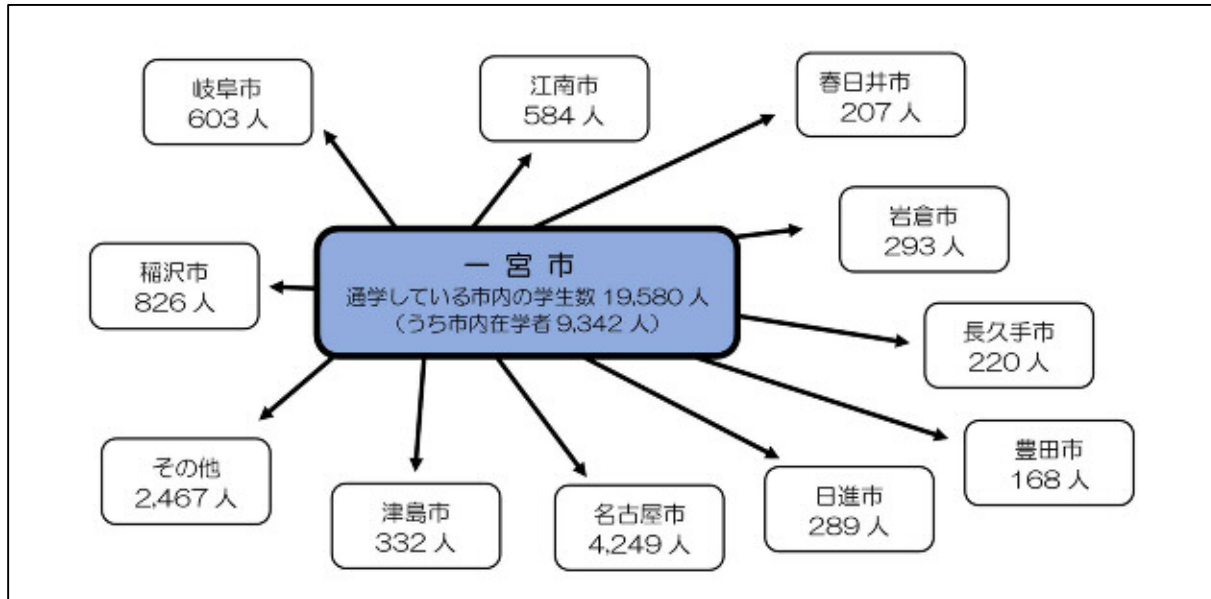 岐阜市
603 人
江南市
584 人
春日井市
207 人
岩倉市
293 人
稲沢市
826 人
一 宮 市
通学している市内の学生数 19,580 人
（うち市内在学者 9,342 人）
長久手市
220 人
豊田市
168 人
その他
2,467 人
津島市
332 人
名古屋市
4,249 人
日進市
289 人